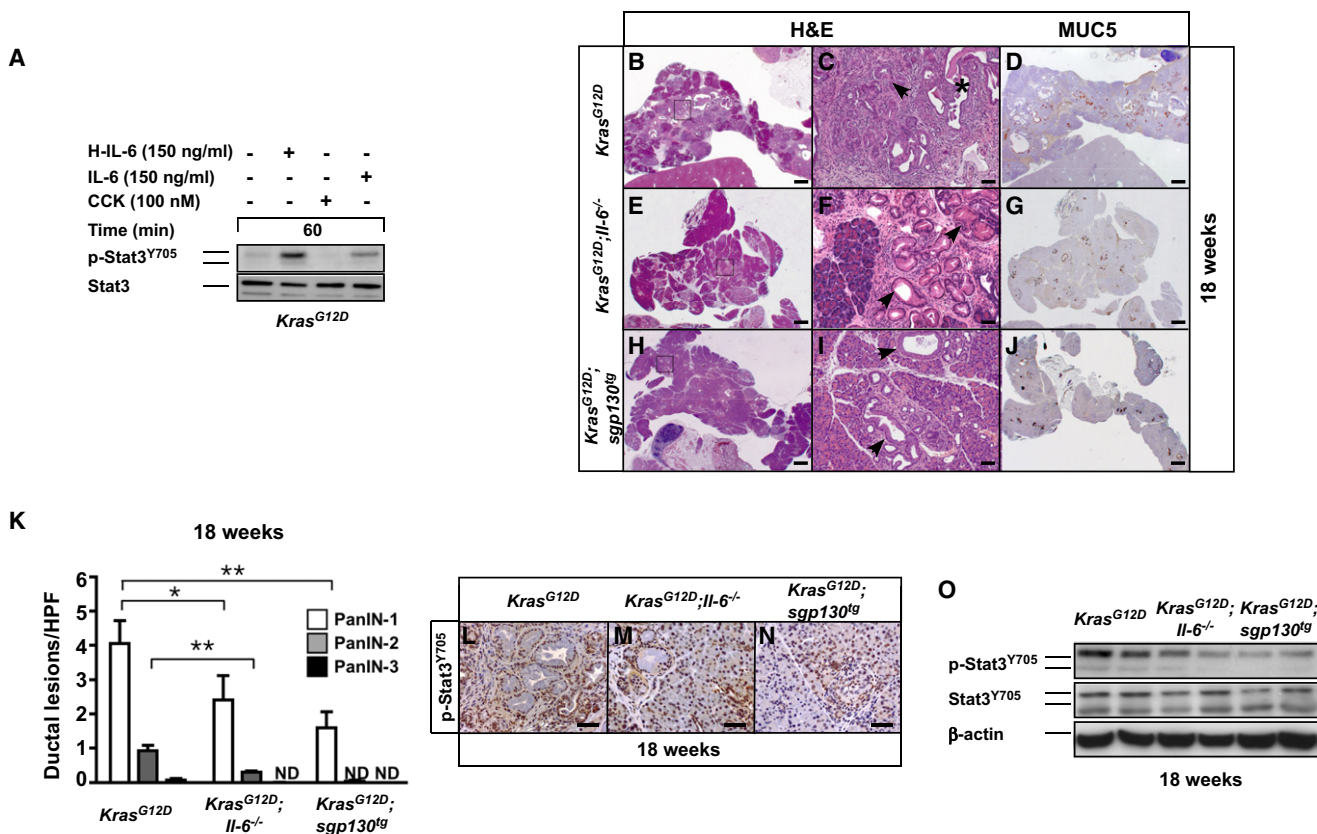 A
H-IL-6 (150 ng/ml) - + - -
IL-6 (150 ng/ml) - - - +
CCK (100 nM) - - + -
Time (min) 60
p-Stat3Y705
Stat3
KrasG12D
H&E MUC5
B C D
*
KrasG12D
E F G
KrasG12D;Il-6-/-
H I J
KrasG12D;
sgp130tg
18 weeks
K
18 weeks
**
*
**
Ductal lesions/HPF
6
5
4
3
2
1
0
PanIN-1
PanIN-2
PanIN-3
ND ND ND
KrasG12D
KrasG12D;
Il-6-/-
KrasG12D;
sgp130tg
KrasG12D KrasG12D;Il-6-/- KrasG12D;
sgp130tg
p-Stat3Y705
L M N
18 weeks
O
KrasG12D KrasG12D;
Il-6-/- KrasG12D;
sgp130tg
p-Stat3Y705
Stat3Y705
β-actin
18 weeks